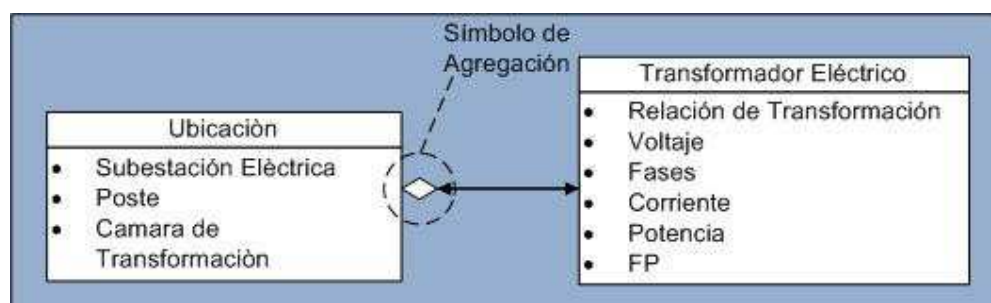 Símbolo de
Agregación
Ubicaciòn
• Subestación Elèctrica
• Poste
• Camara de
Transformaciòn
Transformador Eléctrico
• Relación de Transformación
• Voltaje
• Fases
• Corriente
• Potencia
• FP